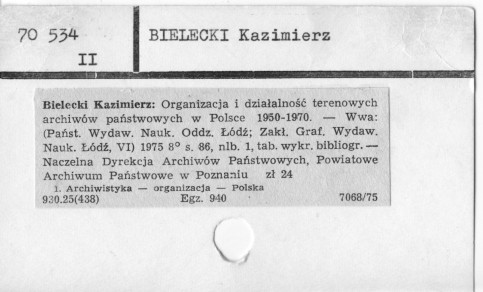 70 534
II
BIELECKI Kazimierz
Bielecki Kazimierz: Organizacja i działalność terenowych
archiwów państwowych w Polsce 1950-1970. — Wwa:
(Państ. Wydaw. Nauk. Oddz. Łódź; Zakł. Graf. Wydaw.
Nauk. Łódź, VI) 1975 8° s. 86, nlb. 1, tab. wykr. bibliogr. —
Naczelna Dyrekcja Archiwów Państwowych, Powiatowe
Archiwum Państwowe w Poznaniu zł 24
1. Archiwistyka — organizacja — Polska
930.25(438) Egz. 940 7068/75